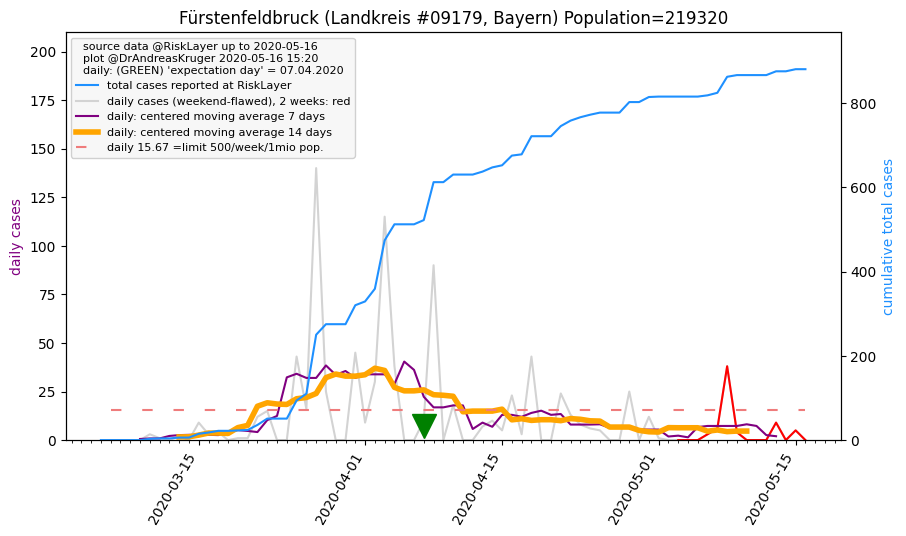 Fürstenfeldbruck (Landkreis #09179, Bayern) Population=219320
source data @RiskLayer up to 2020-05-16
plot @DrAndreasKruger 2020-05-16 15:20
daily: (GREEN) 'expectation day' = 07.04.2020
total cases reported at RiskLayer
daily cases (weekend-flawed), 2 weeks: red
daily: centered moving average 7 days
daily: centered moving average 14 days
daily 15.67 =limit 500/week/1mio pop.
daily cases
200
175
150
125
100
75
50
25
0
cumulative total cases
800
600
400
200
0
2020-03-15
2020-04-01
2020-04-15
2020-05-01
2020-05-15